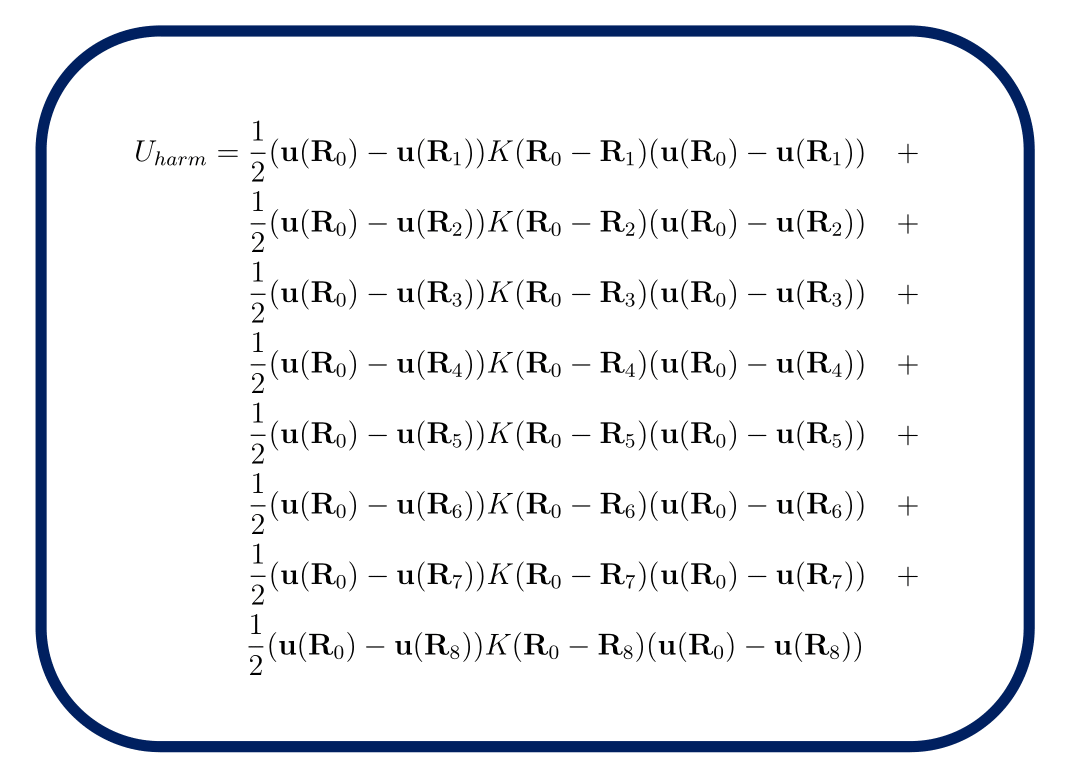 $U_{harm} = \frac{1}{2}(\mathbf{u}(\mathbf{R}_0) - \mathbf{u}(\mathbf{R}_1))K(\mathbf{R}_0 - \mathbf{R}_1)(\mathbf{u}(\mathbf{R}_0) - \mathbf{u}(\mathbf{R}_1)) \quad +$
$\frac{1}{2}(\mathbf{u}(\mathbf{R}_0) - \mathbf{u}(\mathbf{R}_2))K(\mathbf{R}_0 - \mathbf{R}_2)(\mathbf{u}(\mathbf{R}_0) - \mathbf{u}(\mathbf{R}_2)) \quad +$
$\frac{1}{2}(\mathbf{u}(\mathbf{R}_0) - \mathbf{u}(\mathbf{R}_3))K(\mathbf{R}_0 - \mathbf{R}_3)(\mathbf{u}(\mathbf{R}_0) - \mathbf{u}(\mathbf{R}_3)) \quad +$
$\frac{1}{2}(\mathbf{u}(\mathbf{R}_0) - \mathbf{u}(\mathbf{R}_4))K(\mathbf{R}_0 - \mathbf{R}_4)(\mathbf{u}(\mathbf{R}_0) - \mathbf{u}(\mathbf{R}_4)) \quad +$
$\frac{1}{2}(\mathbf{u}(\mathbf{R}_0) - \mathbf{u}(\mathbf{R}_5))K(\mathbf{R}_0 - \mathbf{R}_5)(\mathbf{u}(\mathbf{R}_0) - \mathbf{u}(\mathbf{R}_5)) \quad +$
$\frac{1}{2}(\mathbf{u}(\mathbf{R}_0) - \mathbf{u}(\mathbf{R}_6))K(\mathbf{R}_0 - \mathbf{R}_6)(\mathbf{u}(\mathbf{R}_0) - \mathbf{u}(\mathbf{R}_6)) \quad +$
$\frac{1}{2}(\mathbf{u}(\mathbf{R}_0) - \mathbf{u}(\mathbf{R}_7))K(\mathbf{R}_0 - \mathbf{R}_7)(\mathbf{u}(\mathbf{R}_0) - \mathbf{u}(\mathbf{R}_7)) \quad +$
$\frac{1}{2}(\mathbf{u}(\mathbf{R}_0) - \mathbf{u}(\mathbf{R}_8))K(\mathbf{R}_0 - \mathbf{R}_8)(\mathbf{u}(\mathbf{R}_0) - \mathbf{u}(\mathbf{R}_8))$